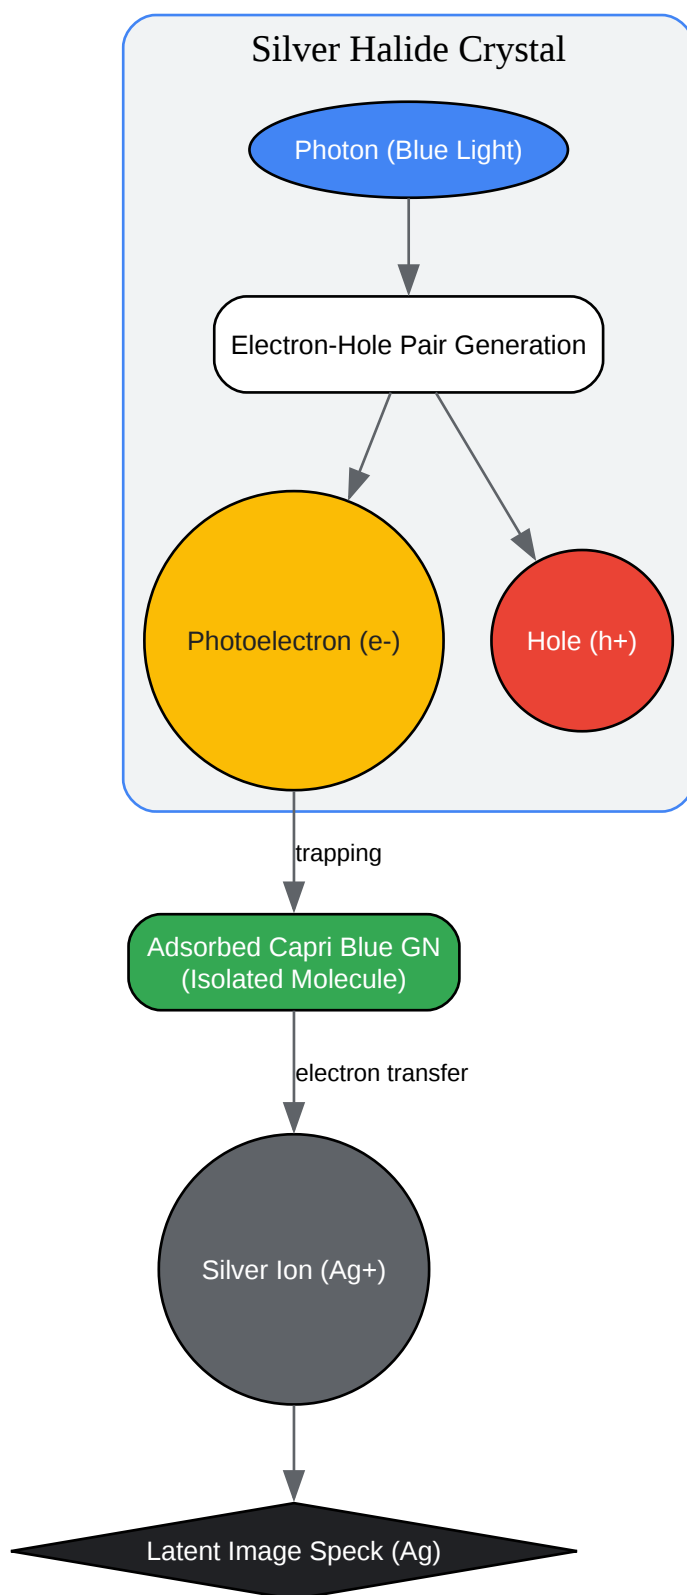 Silver Halide Crystal
Photon (Blue Light)
Electron-Hole Pair Generation
Photoelectron (e-)
Hole (h+)
trapping
Adsorbed Capri Blue GN
(Isolated Molecule)
electron transfer
Silver Ion (Ag+)
Latent Image Speck (Ag)